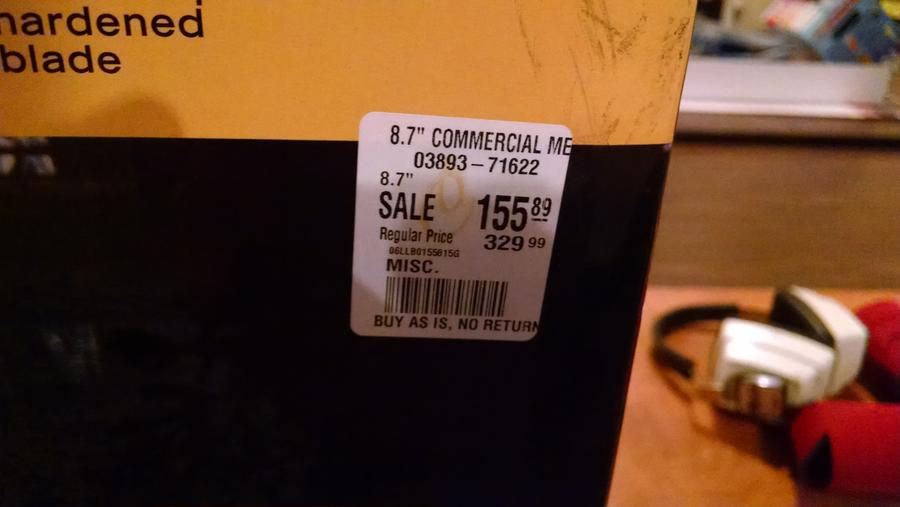 hardened
blade
8.7" COMMERCIAL ME
03893-71622
8.7"
SALE 155 89
Regular Price 329 99
06LLB0155615G
MISC.
BUY AS IS, NO RETURN